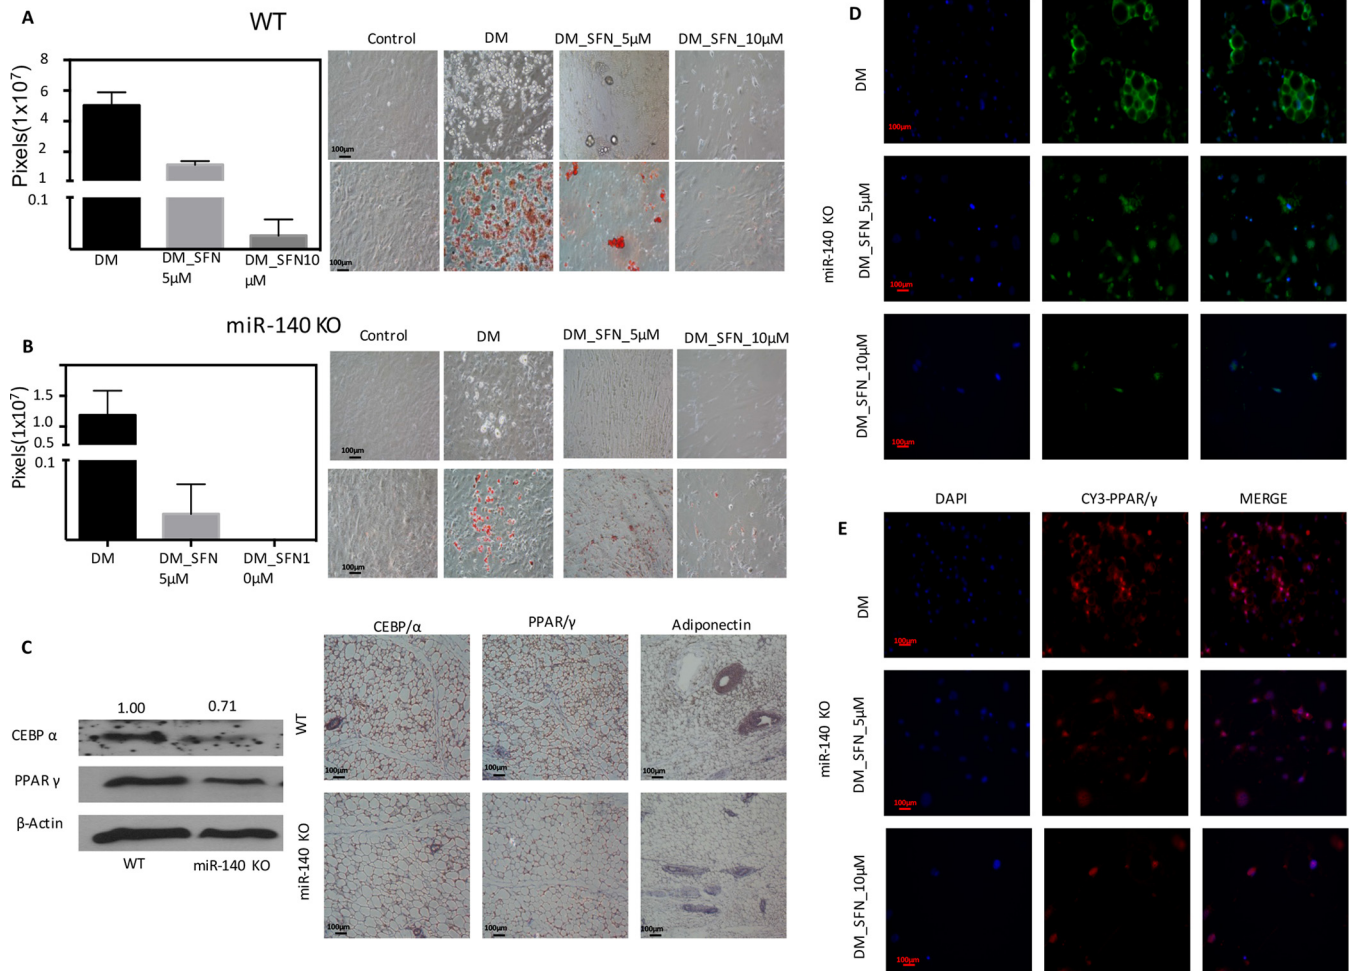 A
WT
Pixels(1x10⁷)
8
6
4
2
1
0.1
DM
DM_SFN
5μM
DM_SFN10
μM
Control
DM
DM_SFN_5μM
DM_SFN_10μM
100μm
100μm
miR-140 KO
B
Pixels(1x10⁷)
1.5
1.0
0.5
0.1
DM
DM_SFN
5μM
DM_SFN1
0μM
Control
DM
DM_SFN_5μM
DM_SFN_10μM
100μm
100μm
C
1.00
0.71
CEBP α
PPAR γ
β-Actin
WT
miR-140 KO
CEBP/α
PPAR/γ
Adiponectin
WT
100μm
100μm
100μm
miR-140 KO
100μm
100μm
100μm
D
miR-140 KO
DM
100μm
DM_SFN_5μM
100μm
DM_SFN_10μM
DAPI
CY3-PPAR/γ
MERGE
E
miR-140 KO
DM
100μm
DM_SFN_5μM
100μm
DM_SFN_10μM
100μm